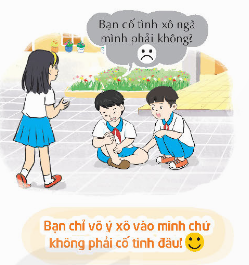 Bạn cố tình xô ngã
mình phải không?
Bạn chỉ vô ý xô vào mình chứ
không phải cố tình đâu!